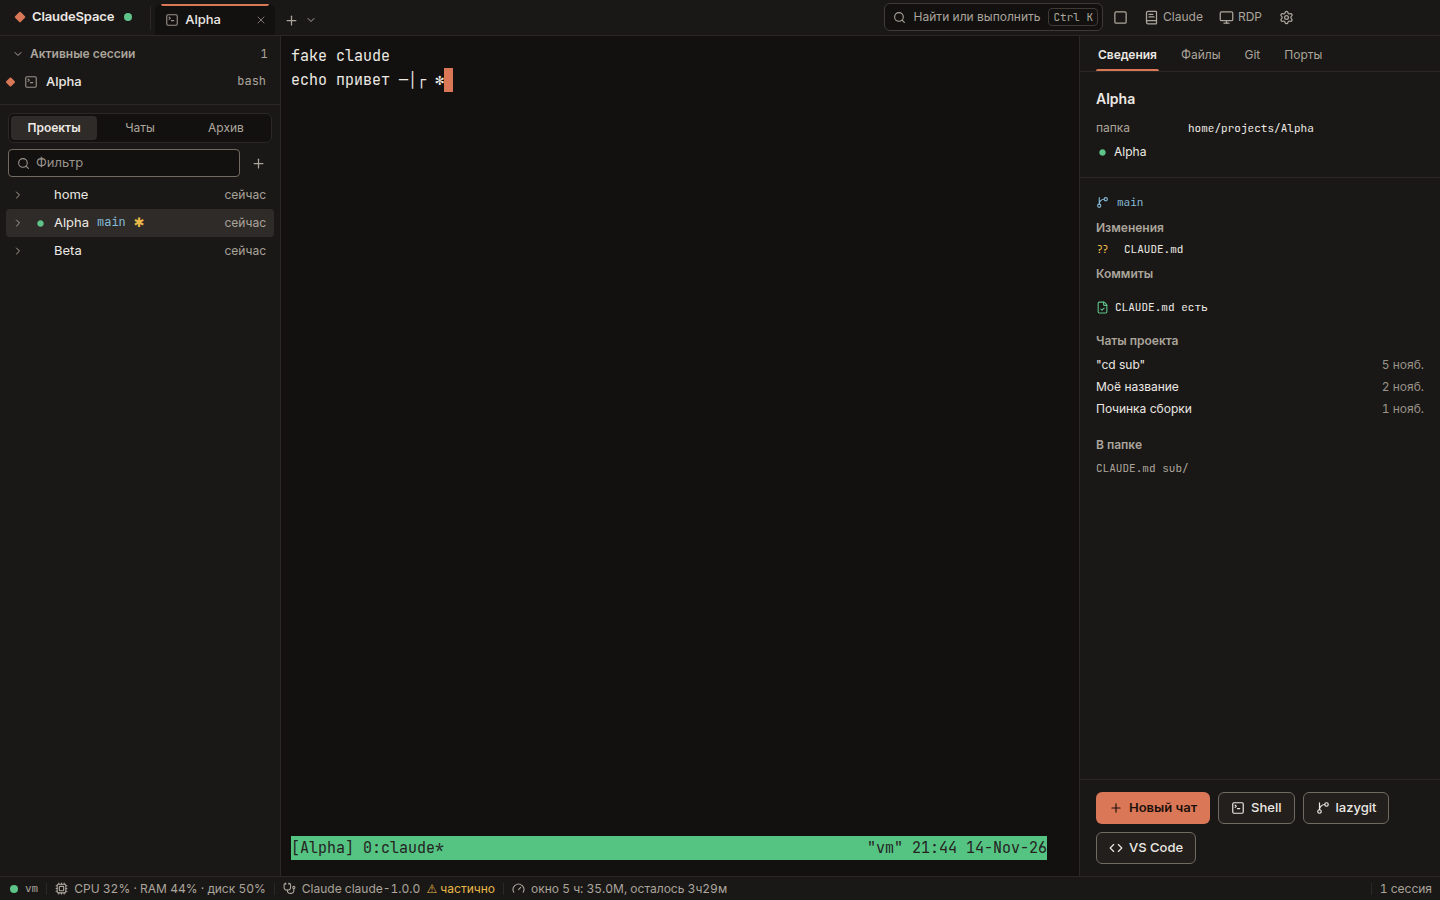 ClaudeSpace
Alpha
Найти или выполнить Ctrl K
Claude
RDP
Активные сессии 1
Alpha bash
Проекты Чаты Архив
Фильтр
home сейчас
Alpha main ✱ сейчас
Beta сейчас
fake claude
echo привет ─│┌ ✻
[Alpha] 0:claude* "vm" 21:44 14-Nov-26
Сведения Файлы Git Порты
Alpha
папка home/projects/Alpha
Alpha
main
Изменения
?? CLAUDE.md
Коммиты
CLAUDE.md есть
Чаты проекта
"cd sub" 5 нояб.
Моё название 2 нояб.
Починка сборки 1 нояб.
В папке
CLAUDE.md sub/
Новый чат Shell lazygit
VS Code
vm CPU 32% · RAM 44% · диск 50% Claude claude-1.0.0 ⚠ частично окно 5 ч: 35.0M, осталось 3ч29м 1 сессия